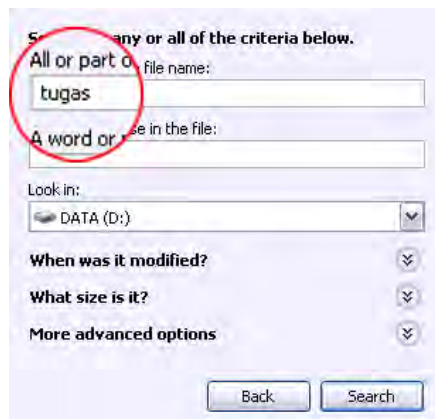 any or all of the criteria below.
All or part o file name:
tugas
A word or se in the file:
Look in:
DATA (D:)
When was it modified?
What size is it?
More advanced options
Back Search